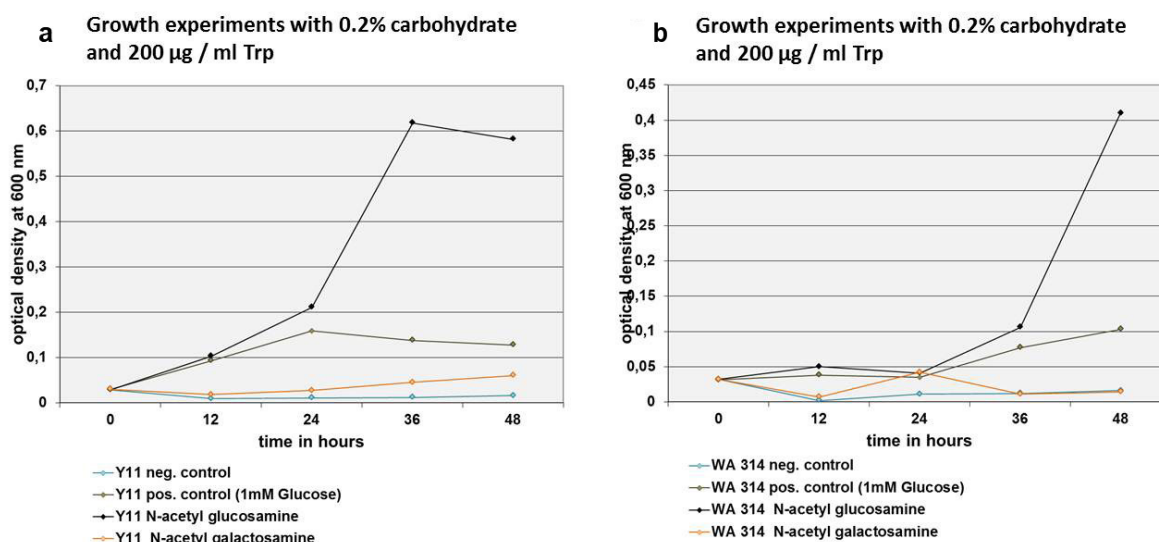 a
Growth experiments with 0.2% carbohydrate
and 200 µg / ml Trp
optical density at 600 nm
0,7
0,6
0,5
0,4
0,3
0,2
0,1
0
0
12
24
36
48
time in hours
Y11 neg. control
Y11 pos. control (1mM Glucose)
Y11 N-acetyl glucosamine
Y11 N-acetyl galactosamine
b
Growth experiments with 0.2% carbohydrate
and 200 µg / ml Trp
optical density at 600 nm
0,45
0,4
0,35
0,3
0,25
0,2
0,15
0,1
0,05
0
0
12
24
36
48
time in hours
WA 314 neg. control
WA 314 pos. control (1mM Glucose)
WA 314 N-acetyl glucosamine
WA 314 N-acetyl galactosamine